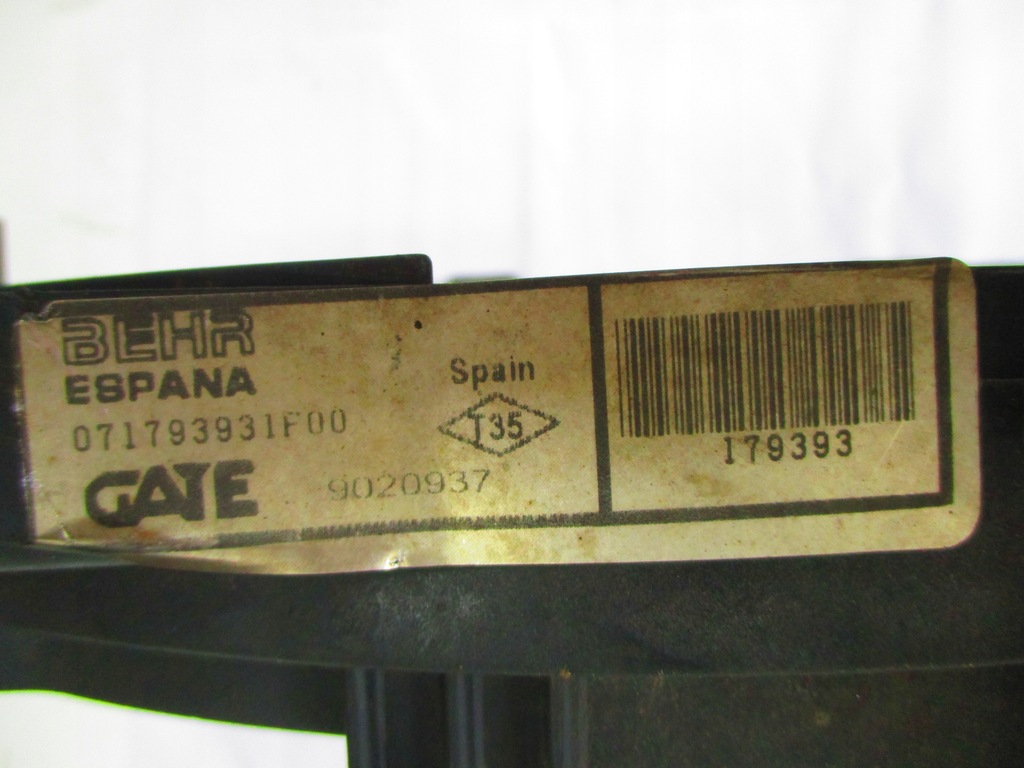 BEHR
ESPANA
071793931F00
GATE
9020937
Spain
T35
179393